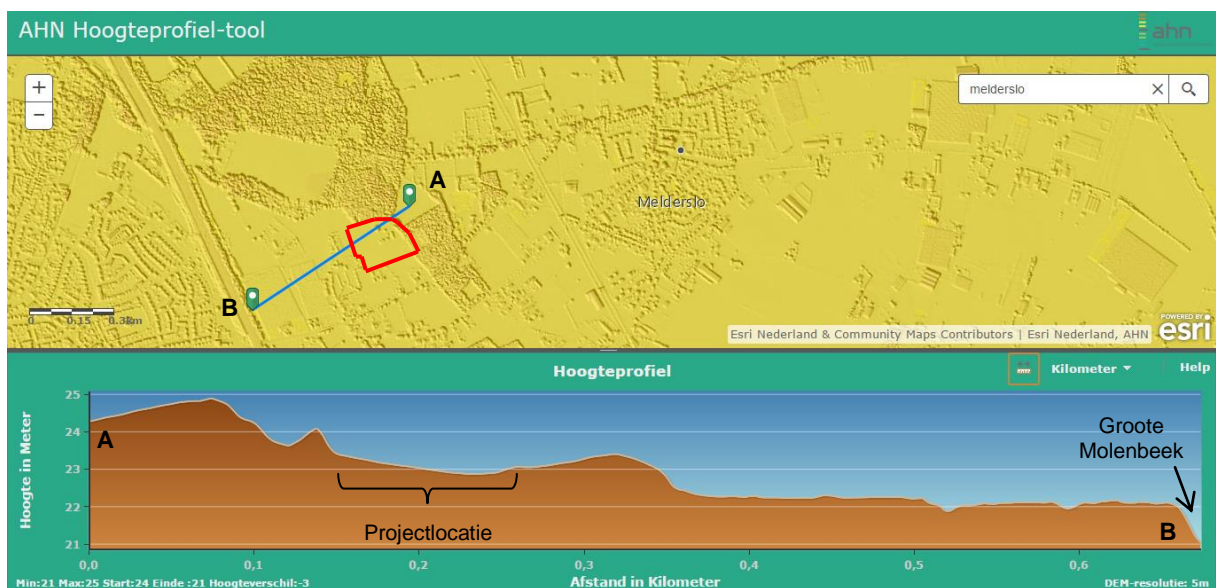 AHN Hoogteprofiel-tool
ahn
+
−
melderslo
A
Melderslo
B
0 0.15 0.3km
Esri Nederland & Community Maps Contributors | Esri Nederland, AHN
POWERED BY
esri
Hoogteprofiel
Kilometer
Help
Hoogte in Meter
25
24
23
22
21
A
Projectlocatie
Groote
Molenbeek
B
0,0
0,1
0,2
0,3
0,4
0,5
0,6
Min:21 Max:25 Start:24 Einde :21 Hoogteverschil:-3
Afstand in Kilometer
DEM-resolutie: 5m